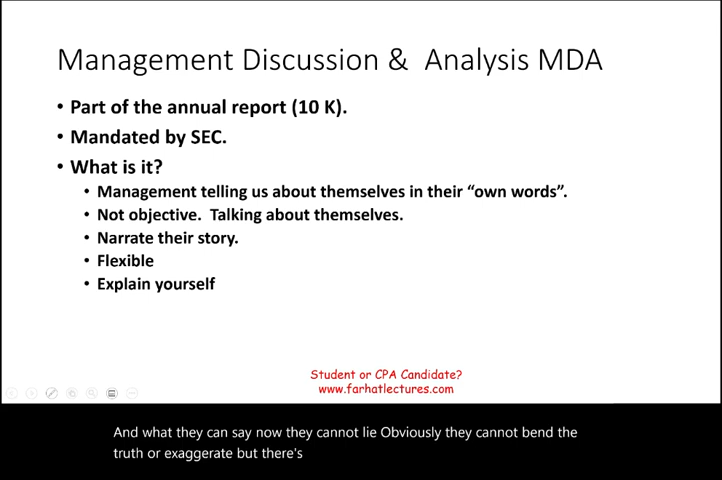 Management Discussion & Analysis MDA
• Part of the annual report (10 K).
• Mandated by SEC.
• What is it?
• Management telling us about themselves in their “own words”.
• Not objective. Talking about themselves.
• Narrate their story.
• Flexible
• Explain yourself
Student or CPA Candidate?
www.farhatlectures.com
And what they can say now they cannot lie Obviously they cannot bend the
truth or exaggerate but there's